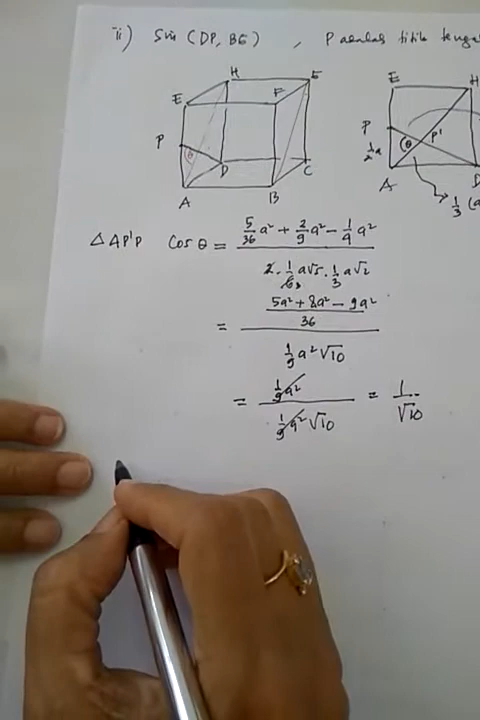 ii) Sin (DP, BG) , P adalah titik tenga
H G E H
E F
P P P'
θ θ
D 1/2 a
C
A B A D
1/3 (a
△ AP'P Cos θ = (5/36 a² + 2/9 a² − 1/4 a²) / (2 · 1/6 a√5 · 1/3 a√2)
= ((5a² + 8a² − 9a²)/36) / (1/9 a² √10)
= (1/9 a²) / (1/9 a² √10) = 1/√10